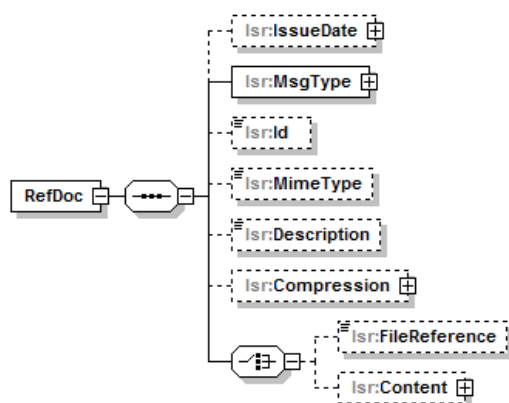 RefDoc
lsr:IssueDate
lsr:MsgType
lsr:Id
lsr:MimeType
lsr:Description
lsr:Compression
lsr:FileReference
lsr:Content